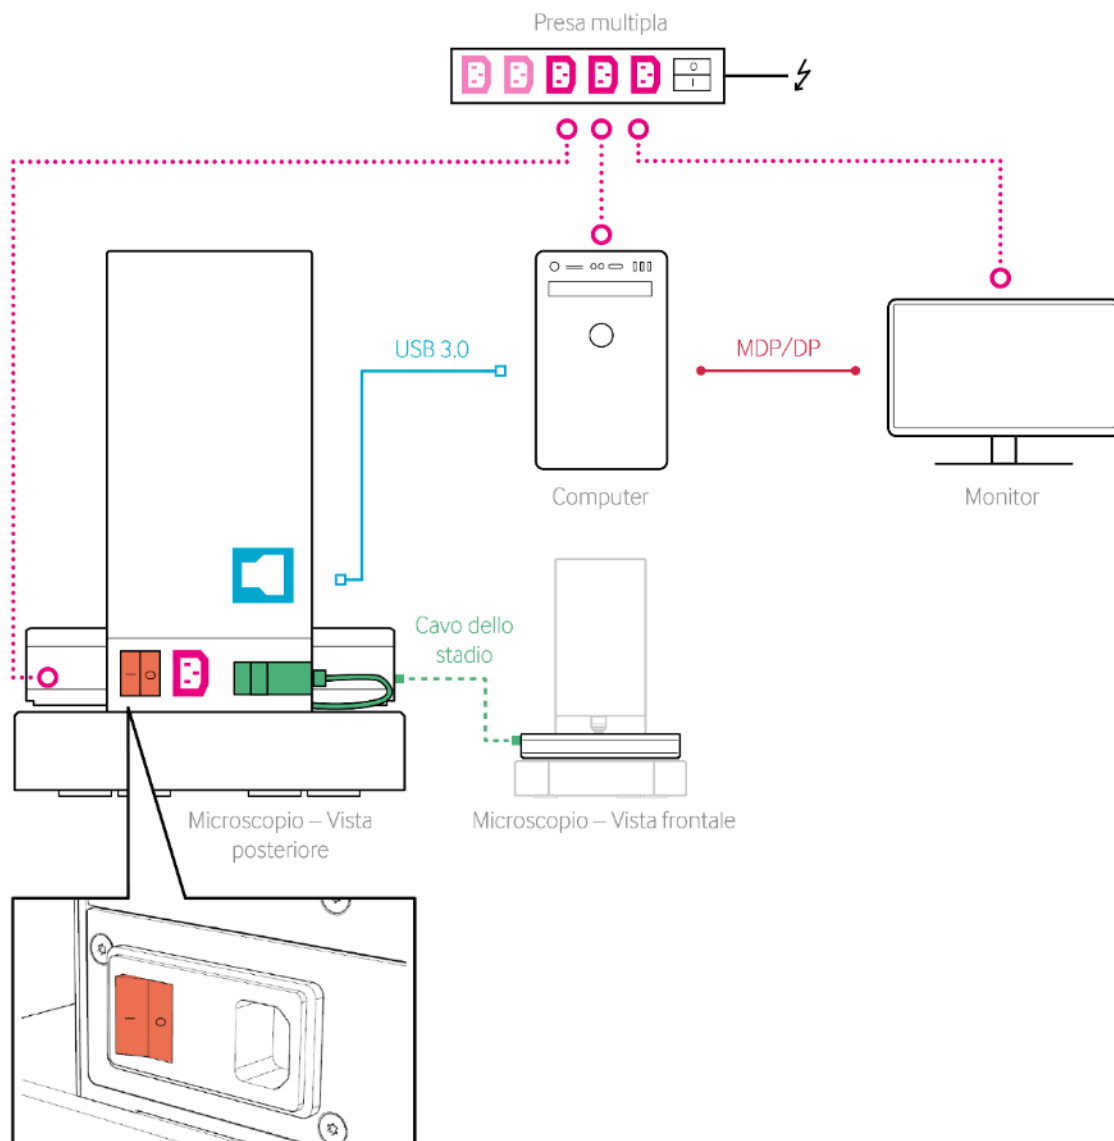 Presa multipla
USB 3.0
MDP/DP
Computer
Monitor
Cavo dello
stadio
Microscopio – Vista
posteriore
Microscopio – Vista frontale